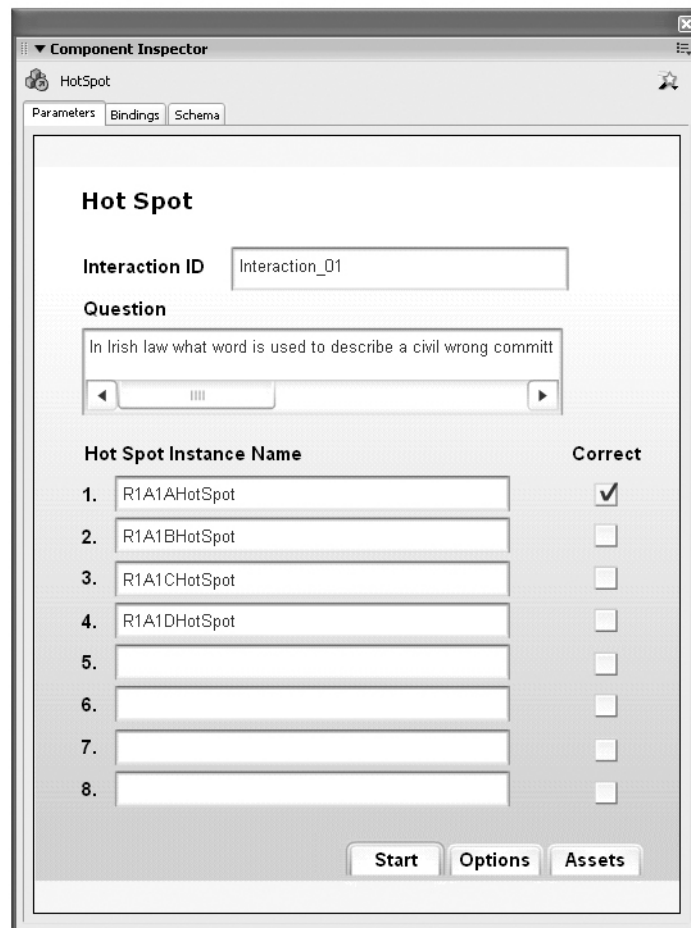 Component Inspector
HotSpot
Parameters Bindings Schema
Hot Spot
Interaction ID Interaction_01
Question
In Irish law what word is used to describe a civil wrong committ
Hot Spot Instance Name Correct
1. R1A1AHotSpot
2. R1A1BHotSpot
3. R1A1CHotSpot
4. R1A1DHotSpot
5.
6.
7.
8.
Start Options Assets